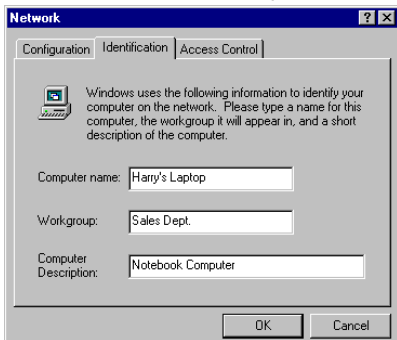 Network
Configuration Identification Access Control
Windows uses the following information to identify your
computer on the network. Please type a name for this
computer, the workgroup it will appear in, and a short
description of the computer.
Computer name: Harry's Laptop
Workgroup: Sales Dept.
Computer
Description: Notebook Computer
OK Cancel